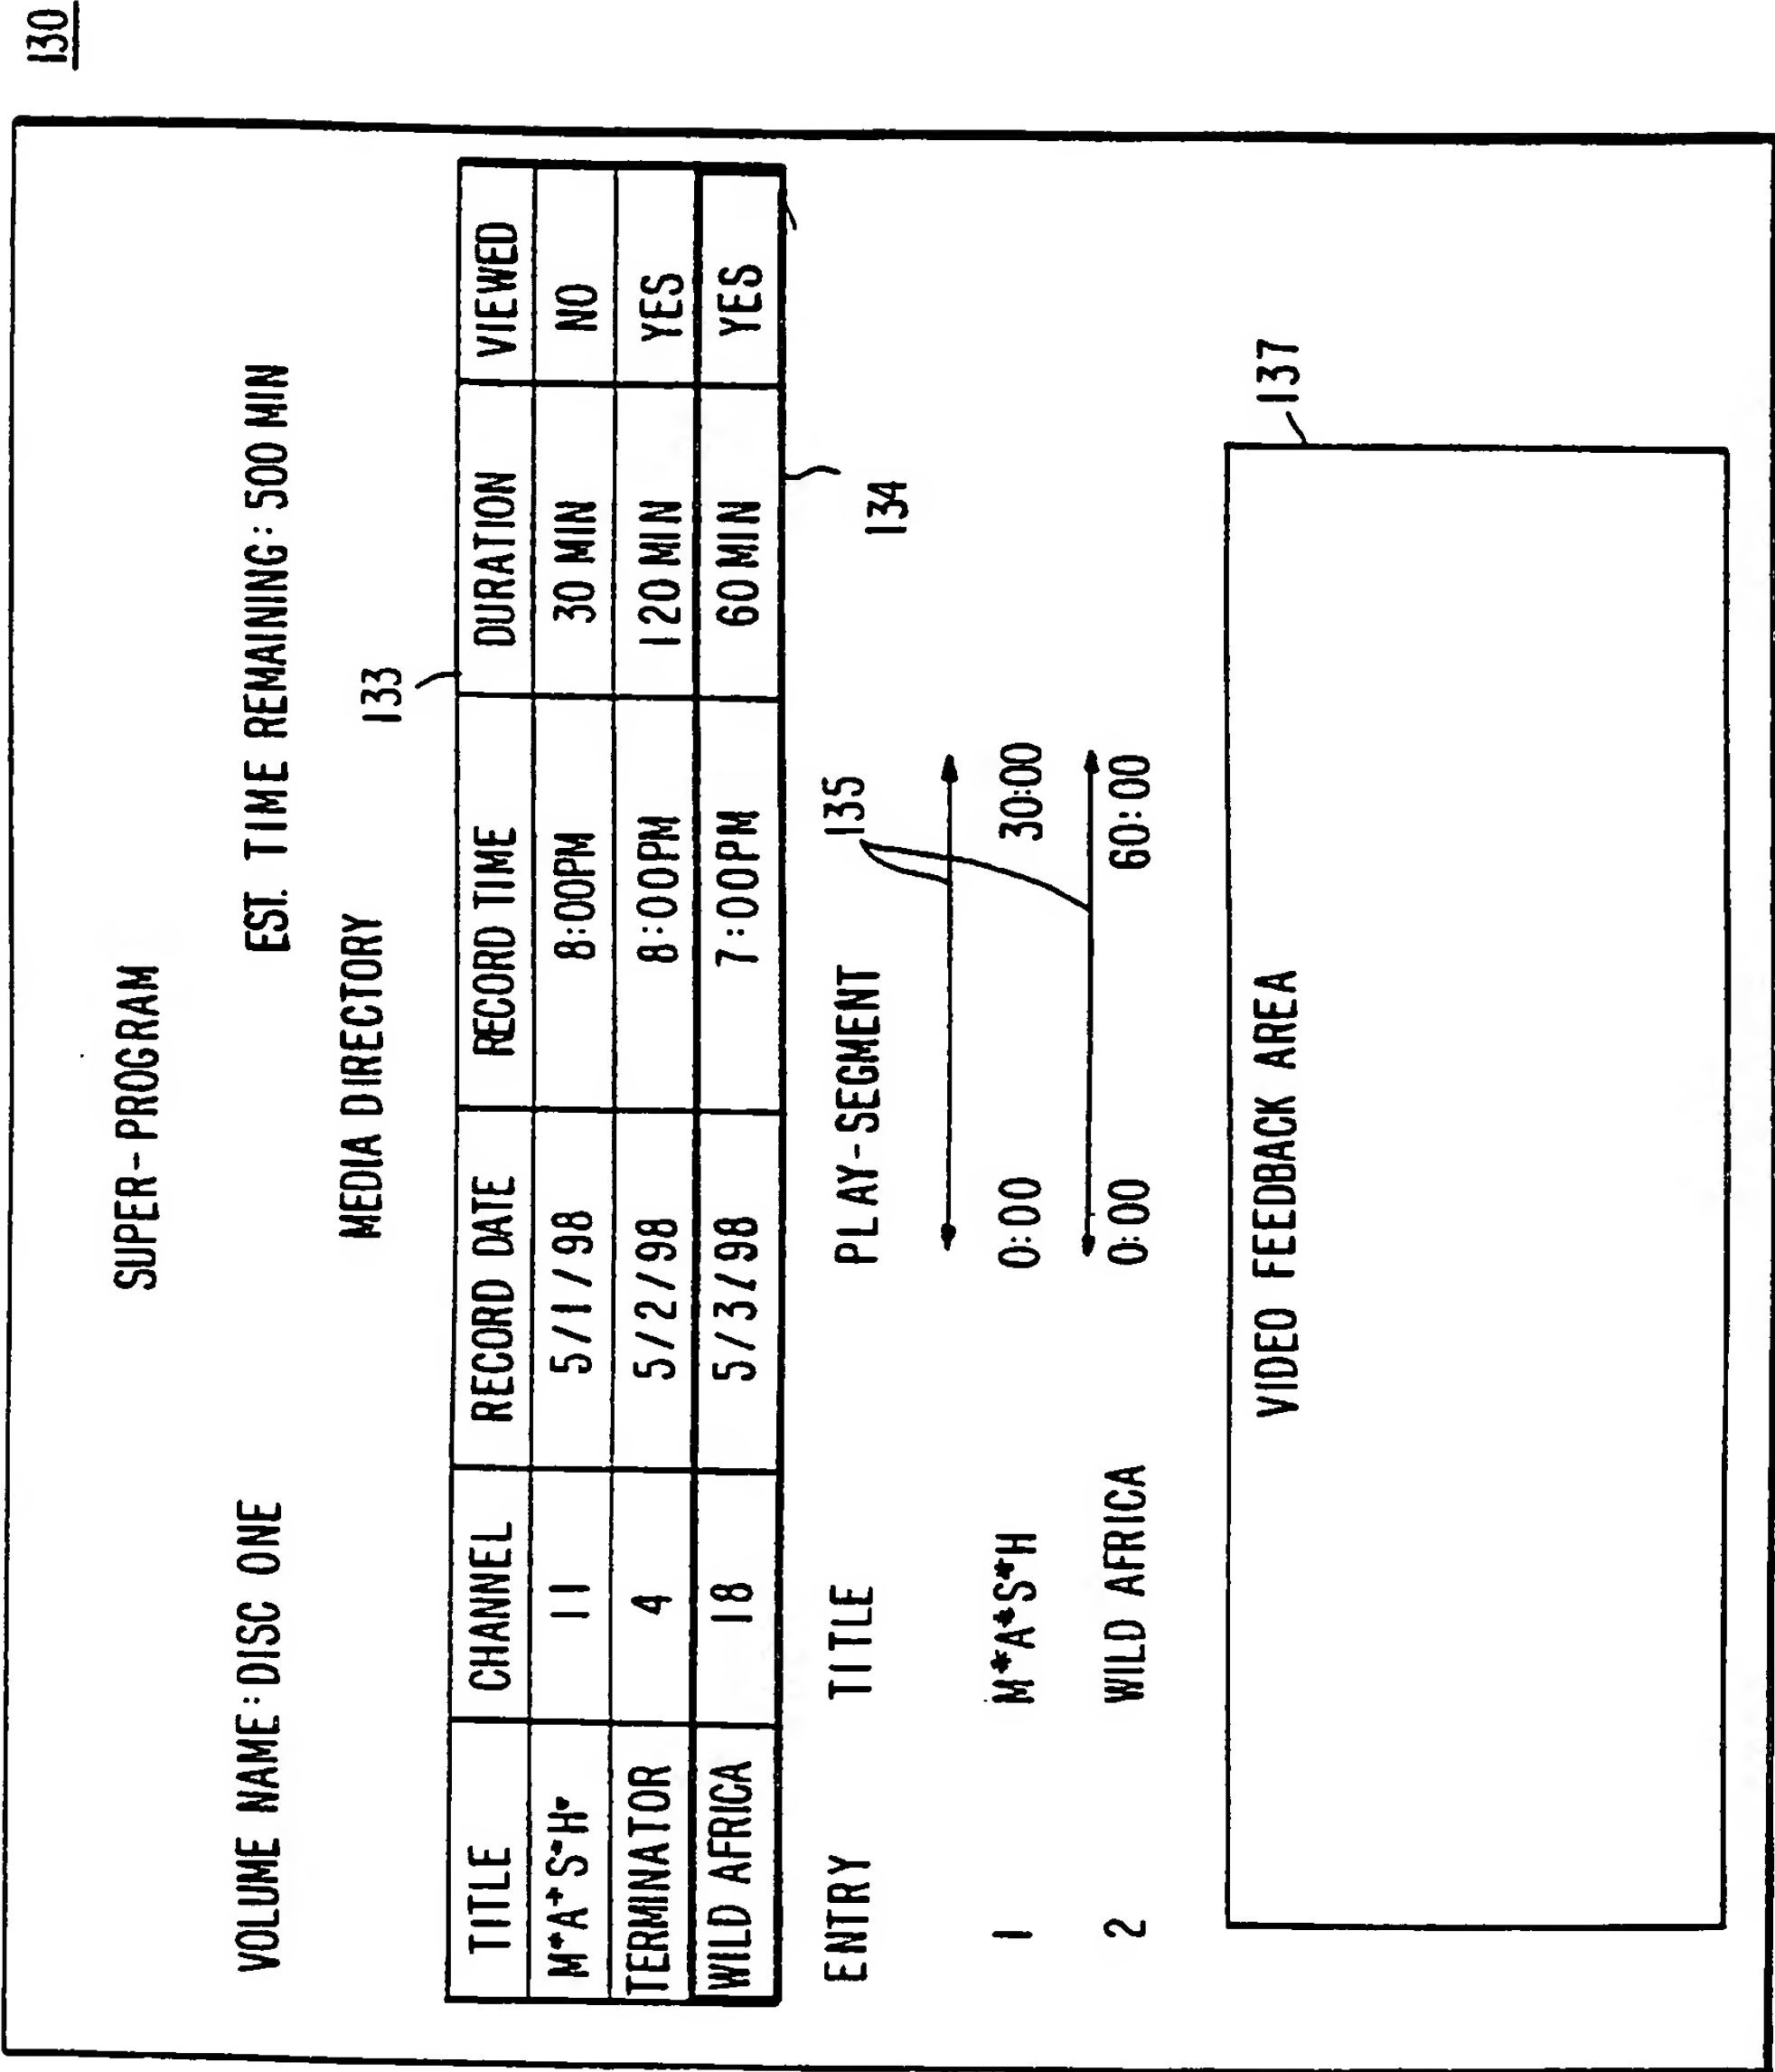 130
SUPER-PROGRAM
VOLUME NAME: DISC ONE EST. TIME REMAINING: 500 MIN
MEDIA DIRECTORY
133
TITLE CHANNEL RECORD DATE RECORD TIME DURATION VIEWED
M*A*S*H* 11 5/1/98 8:00PM 30 MIN NO
TERMINATOR 4 5/2/98 8:00PM 120 MIN YES
WILD AFRICA 18 5/3/98 7:00PM 60 MIN YES
134
135
ENTRY TITLE PLAY-SEGMENT
1 M*A*S*H 0:00 30:00
2 WILD AFRICA 0:00 60:00
137
VIDEO FEEDBACK AREA